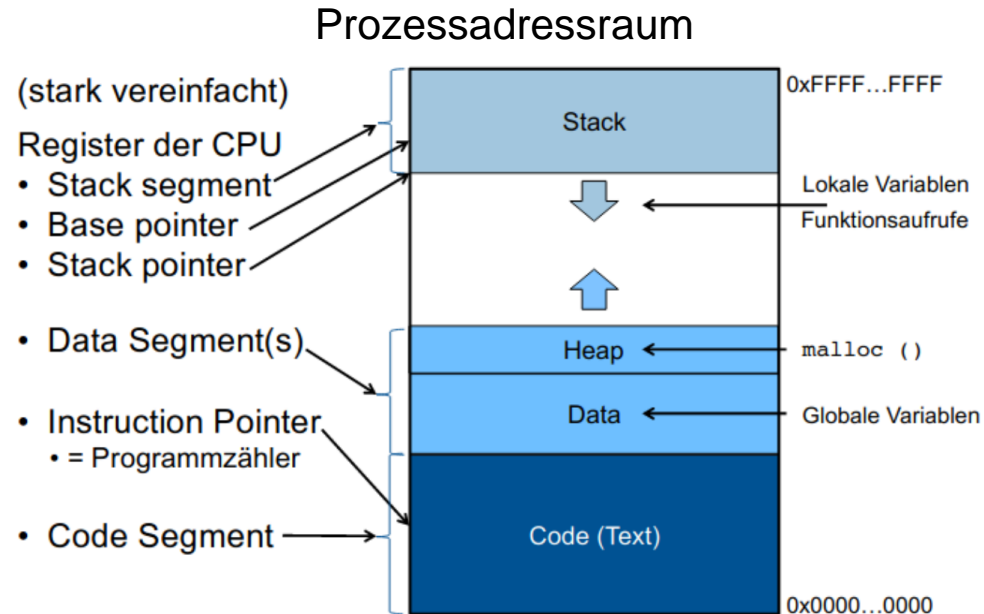 Prozessadressraum
(stark vereinfacht)
Register der CPU
• Stack segment
• Base pointer
• Stack pointer
• Data Segment(s)
• Instruction Pointer
• = Programmzähler
• Code Segment
Stack
Heap
Data
Code (Text)
0xFFFF...FFFF
Lokale Variablen
Funktionsaufrufe
malloc ()
Globale Variablen
0x0000...0000